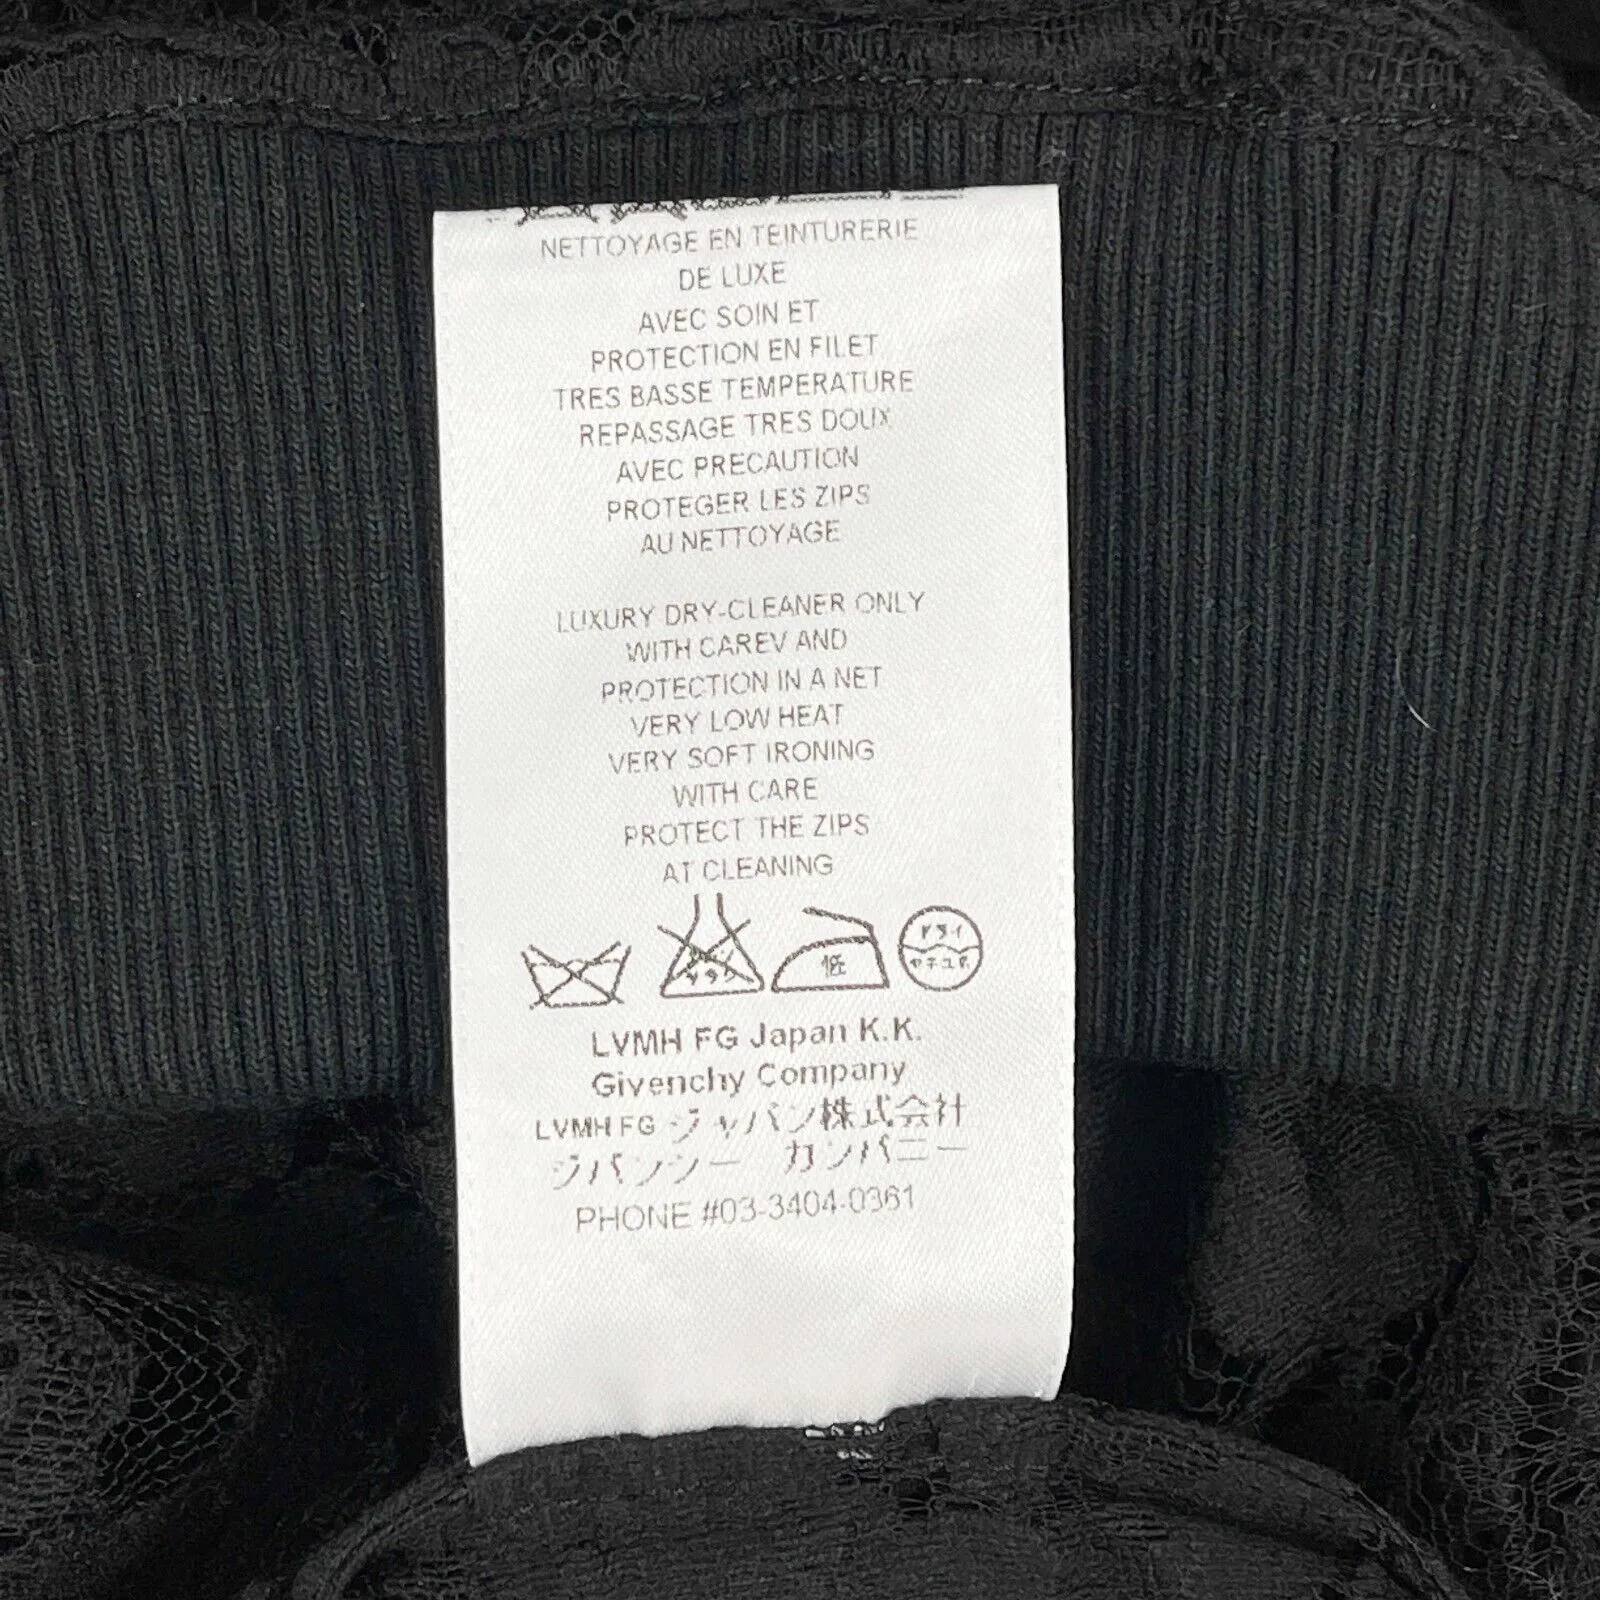 NETTOYAGE EN TEINTURERIE
DE LUXE
AVEC SOIN ET
PROTECTION EN FILET
TRES BASSE TEMPERATURE
REPASSAGE TRES DOUX
AVEC PRECAUTION
PROTEGER LES ZIPS
AU NETTOYAGE
LUXURY DRY-CLEANER ONLY
WITH CAREV AND
PROTECTION IN A NET
VERY LOW HEAT
VERY SOFT IRONING
WITH CARE
PROTECT THE ZIPS
AT CLEANING
低
ドライ
LVMH FG Japan K.K.
Givenchy Company
LVMH FG ジャパン株式会社
ジバンシー カンパニー
PHONE #03-3404-0361